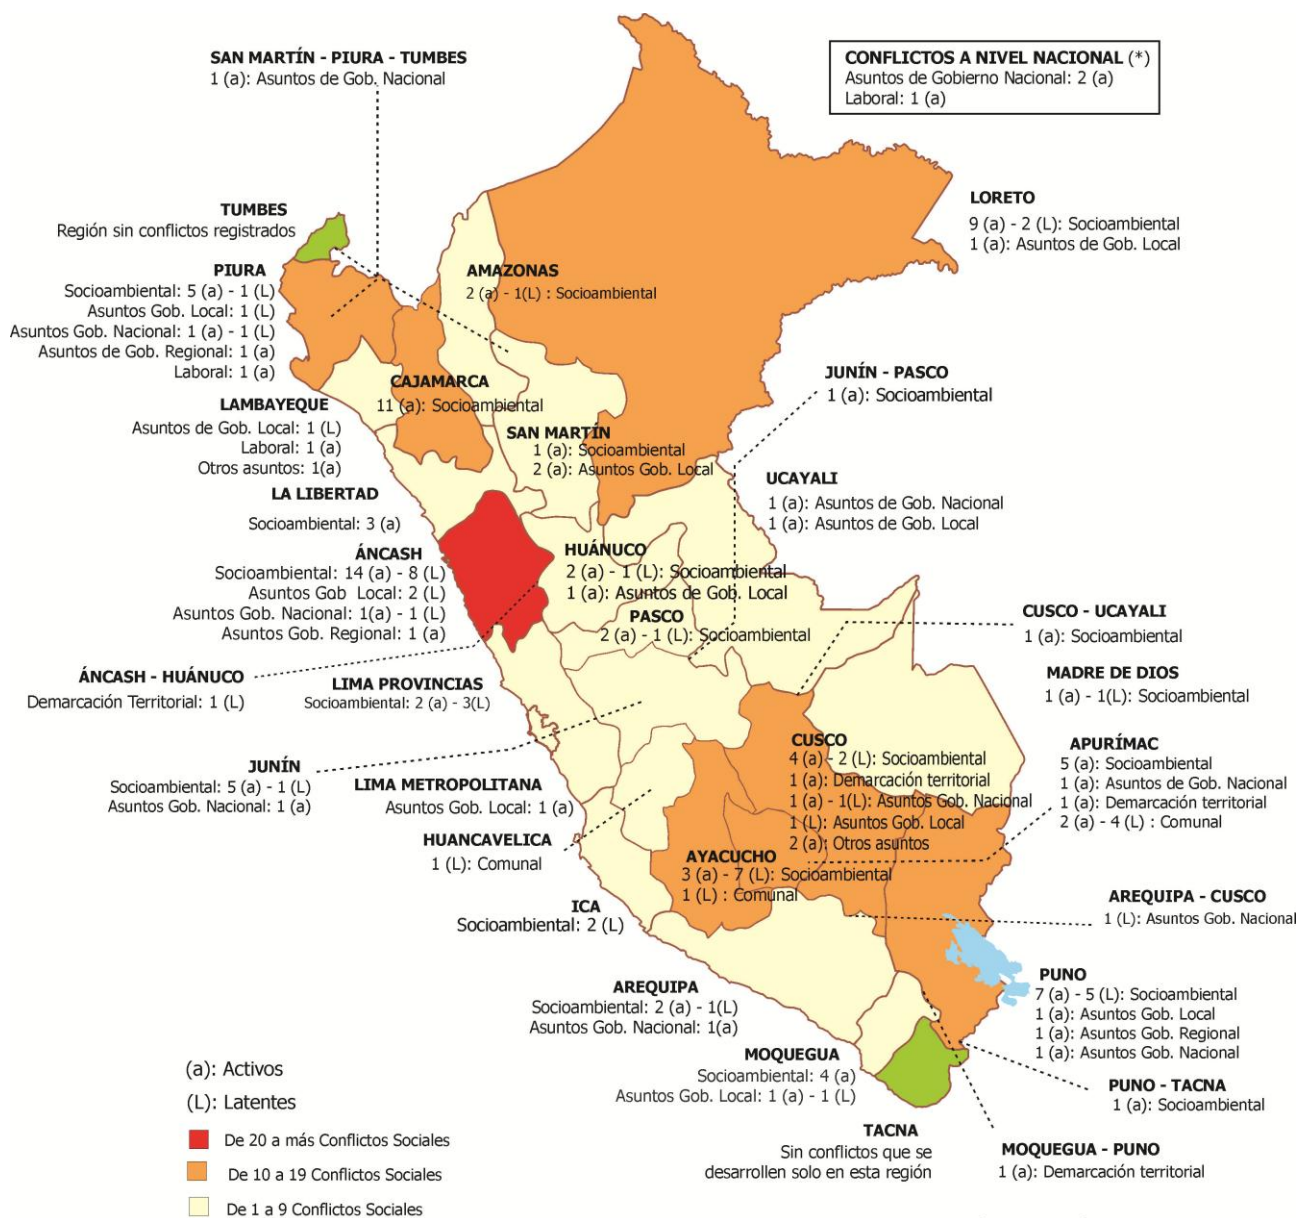 SAN MARTÍN - PIURA - TUMBES
1 (a): Asuntos de Gob. Nacional
CONFLICTOS A NIVEL NACIONAL (*)
Asuntos de Gobierno Nacional: 2 (a)
Laboral: 1 (a)
TUMBES
Región sin conflictos registrados
LORETO
9 (a) - 2 (L): Socioambiental
1 (a): Asuntos de Gob. Local
PIURA
Socioambiental: 5 (a) - 1 (L)
Asuntos Gob. Local: 1 (L)
Asuntos Gob. Nacional: 1 (a) - 1 (L)
Asuntos de Gob. Regional: 1 (a)
Laboral: 1 (a)
AMAZONAS
2 (a) - 1(L) : Socioambiental
CAJAMARCA
11 (a): Socioambiental
JUNÍN - PASCO
1 (a): Socioambiental
LAMBAYEQUE
Asuntos de Gob. Local: 1 (L)
Laboral: 1 (a)
Otros asuntos: 1(a)
SAN MARTÍN
1 (a): Socioambiental
2 (a): Asuntos Gob. Local
UCAYALI
1 (a): Asuntos de Gob. Nacional
1 (a): Asuntos de Gob. Local
LA LIBERTAD
Socioambiental: 3 (a)
ÁNCASH
Socioambiental: 14 (a) - 8 (L)
Asuntos Gob Local: 2 (L)
Asuntos Gob. Nacional: 1(a) - 1 (L)
Asuntos Gob. Regional: 1 (a)
HUÁNUCO
2 (a) - 1 (L): Socioambiental
1 (a): Asuntos de Gob. Local
PASCO
2 (a) - 1 (L): Socioambiental
CUSCO - UCAYALI
1 (a): Socioambiental
ÁNCASH - HUÁNUCO
Demarcación Territorial: 1 (L)
LIMA PROVINCIAS
Socioambiental: 2 (a) - 3(L)
MADRE DE DIOS
1 (a) - 1(L): Socioambiental
JUNÍN
Socioambiental: 5 (a) - 1 (L)
Asuntos Gob. Nacional: 1 (a)
LIMA METROPOLITANA
Asuntos Gob. Local: 1 (a)
CUSCO
4 (a) - 2 (L): Socioambiental
1 (a): Demarcación territorial
1 (a) - 1(L): Asuntos Gob. Nacional
1 (L): Asuntos Gob. Local
2 (a): Otros asuntos
APURÍMAC
5 (a): Socioambiental
1 (a): Asuntos de Gob. Nacional
1 (a): Demarcación territorial
2 (a) - 4 (L) : Comunal
HUANCAVELICA
1 (L): Comunal
AYACUCHO
3 (a) - 7 (L): Socioambiental
1 (L) : Comunal
ICA
Socioambiental: 2 (L)
AREQUIPA - CUSCO
1 (L): Asuntos Gob. Nacional
AREQUIPA
Socioambiental: 2 (a) - 1(L)
Asuntos Gob. Nacional: 1(a)
PUNO
7 (a) - 5 (L): Socioambiental
1 (a): Asuntos Gob. Local
1 (a): Asuntos Gob. Regional
1 (a): Asuntos Gob. Nacional
MOQUEGUA
Socioambiental: 4 (a)
Asuntos Gob. Local: 1 (a) - 1 (L)
PUNO - TACNA
1 (a): Socioambiental
TACNA
Sin conflictos que se
desarrollen solo en esta región
MOQUEGUA - PUNO
1 (a): Demarcación territorial
(a): Activos
(L): Latentes
De 20 a más Conflictos Sociales
De 10 a 19 Conflictos Sociales
De 1 a 9 Conflictos Sociales